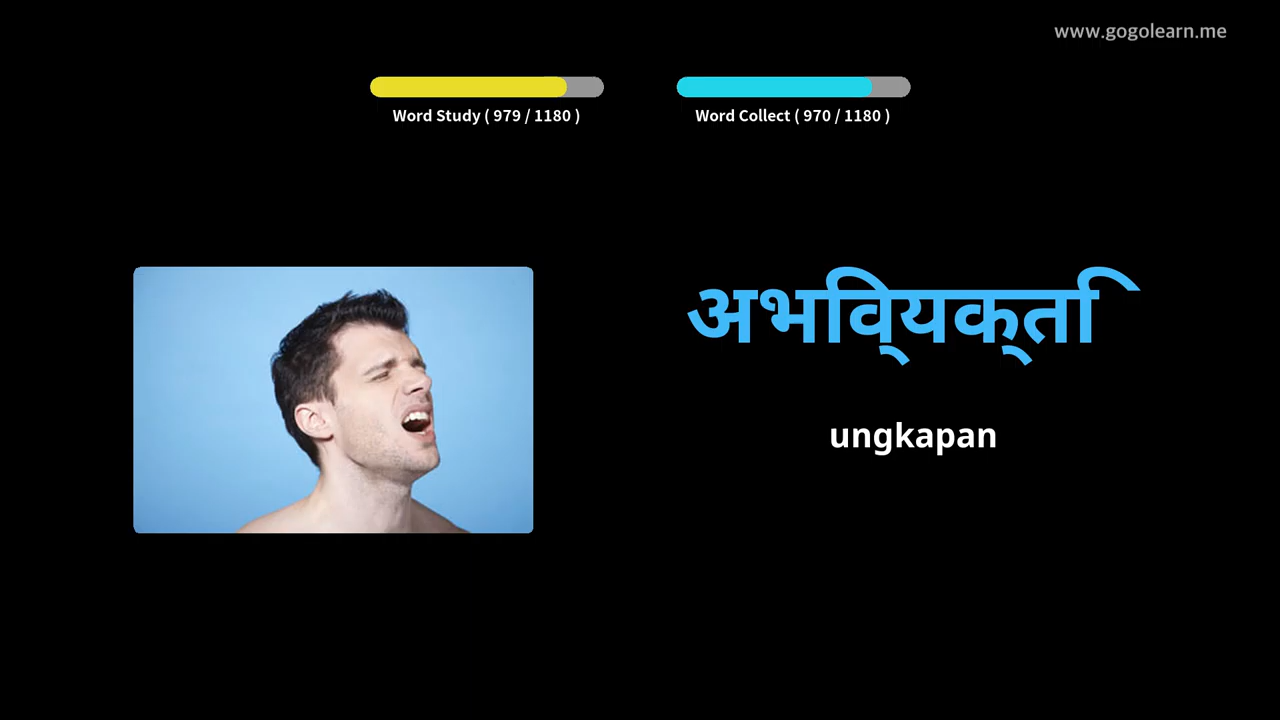 www.gogolearn.me
Word Study ( 979 / 1180 )
Word Collect ( 970 / 1180 )
अभिव्यक्ति
ungkapan